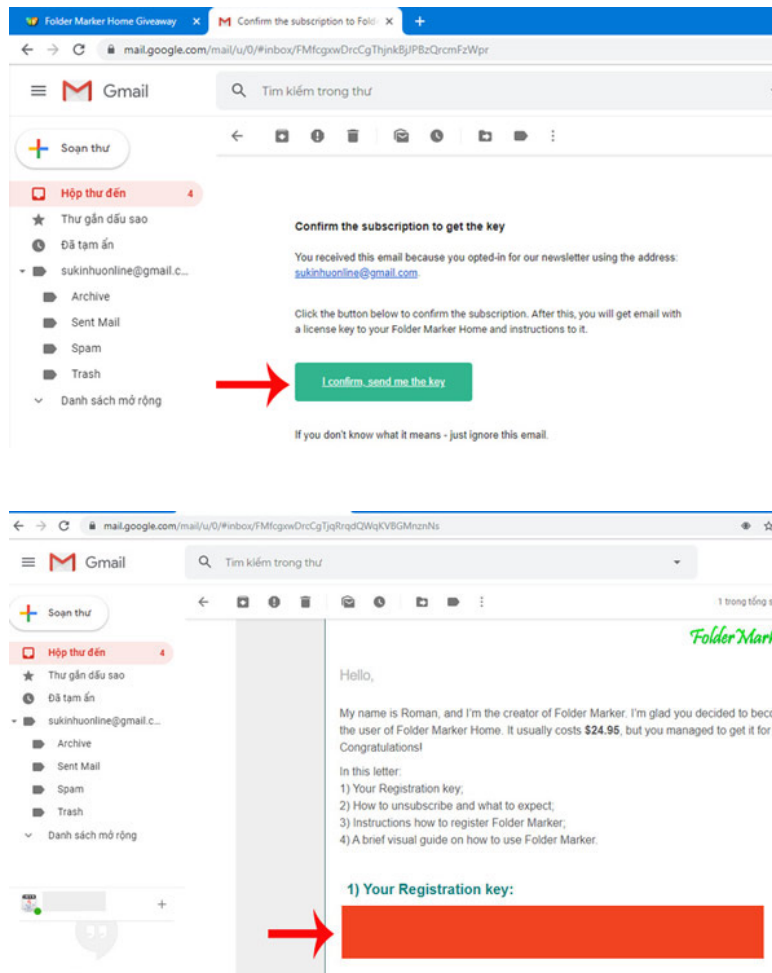 Folder Marker Home Giveaway
Confirm the subscription to Fold
mail.google.com/mail/u/0/#inbox/FMfcgxwDrcCgThjnkBjJPBzQrcmFzWpr
Gmail
Tìm kiếm trong thư
Soạn thư
Hộp thư đến 4
Thư gắn dấu sao
Đã tạm ẩn
sukinhuonline@gmail.c...
Archive
Sent Mail
Spam
Trash
Danh sách mở rộng
Confirm the subscription to get the key
You received this email because you opted-in for our newsletter using the address:
sukinhuonline@gmail.com.
Click the button below to confirm the subscription. After this, you will get email with
a license key to your Folder Marker Home and instructions to it.
I confirm, send me the key
If you don't know what it means - just ignore this email.
mail.google.com/mail/u/0/#inbox/FMfcgxwDrcCgTjqRrqdQWqKVBGMnznNs
Gmail
Tìm kiếm trong thư
Soạn thư
1 trong tổng s
Hộp thư đến 4
Thư gắn dấu sao
Đã tạm ẩn
sukinhuonline@gmail.c...
Archive
Sent Mail
Spam
Trash
Danh sách mở rộng
Folder Mark
Hello,
My name is Roman, and I'm the creator of Folder Marker. I'm glad you decided to beco
the user of Folder Marker Home. It usually costs $24.95, but you managed to get it for
Congratulations!
In this letter:
1) Your Registration key;
2) How to unsubscribe and what to expect;
3) Instructions how to register Folder Marker;
4) A brief visual guide on how to use Folder Marker.
1) Your Registration key: